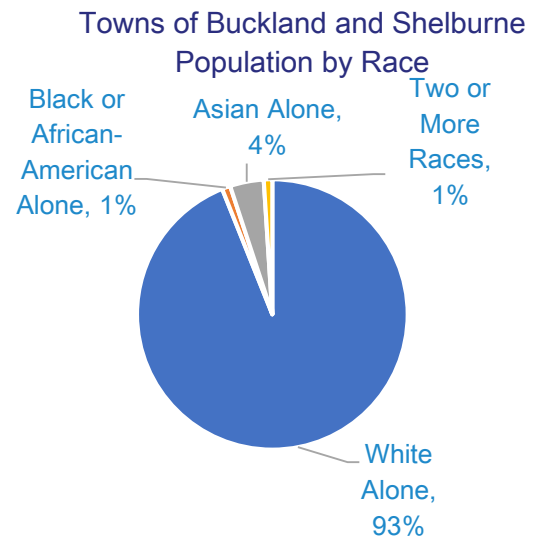 Towns of Buckland and Shelburne
Population by Race
Black or
African-
American
Alone, 1%
Asian Alone,
4%
Two or
More
Races,
1%
White
Alone,
93%